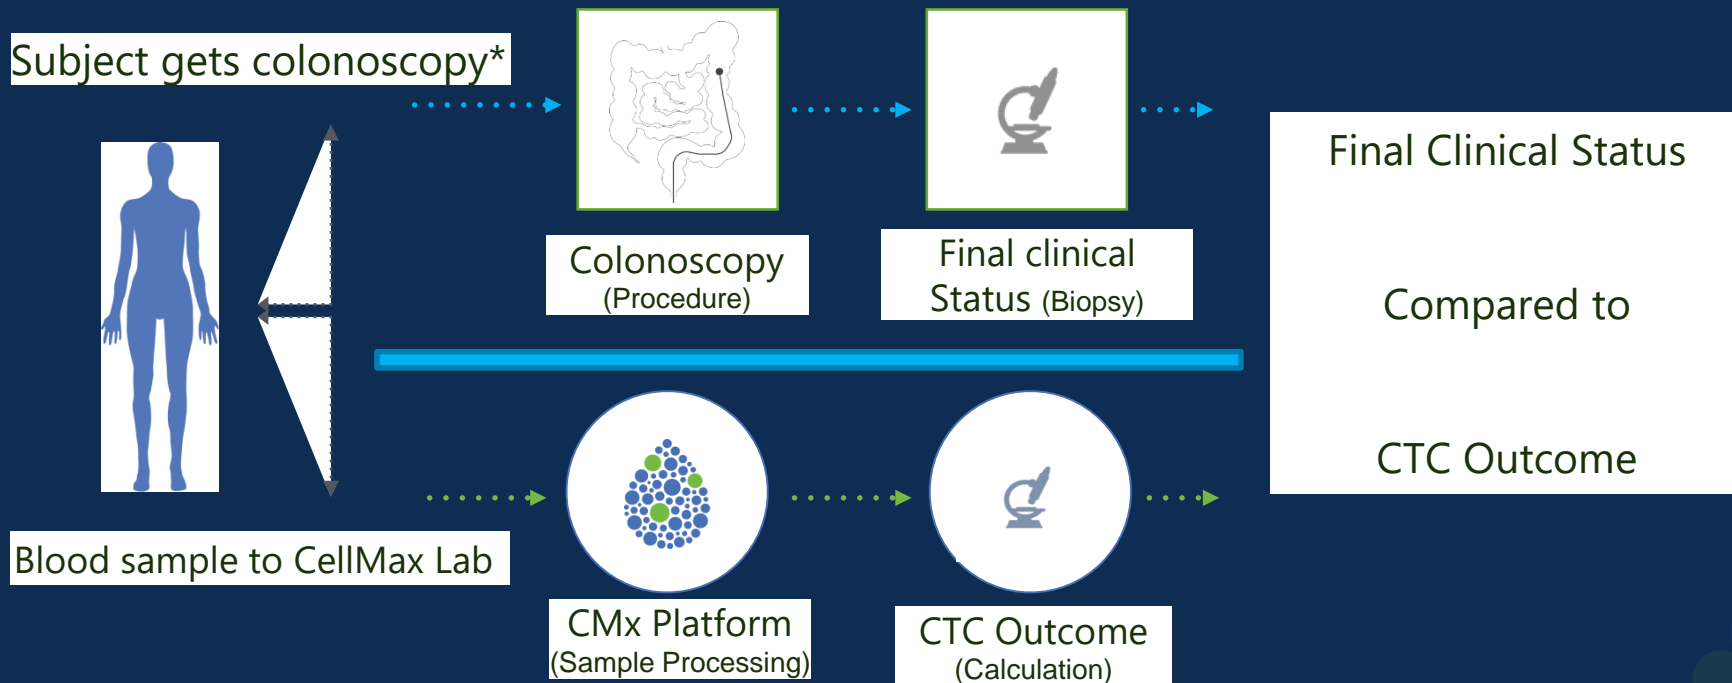 Subject gets colonoscopy*
Colonoscopy
(Procedure)
Final clinical
Status (Biopsy)
Final Clinical Status
Compared to
CTC Outcome
Blood sample to CellMax Lab
CMx Platform
(Sample Processing)
CTC Outcome
(Calculation)